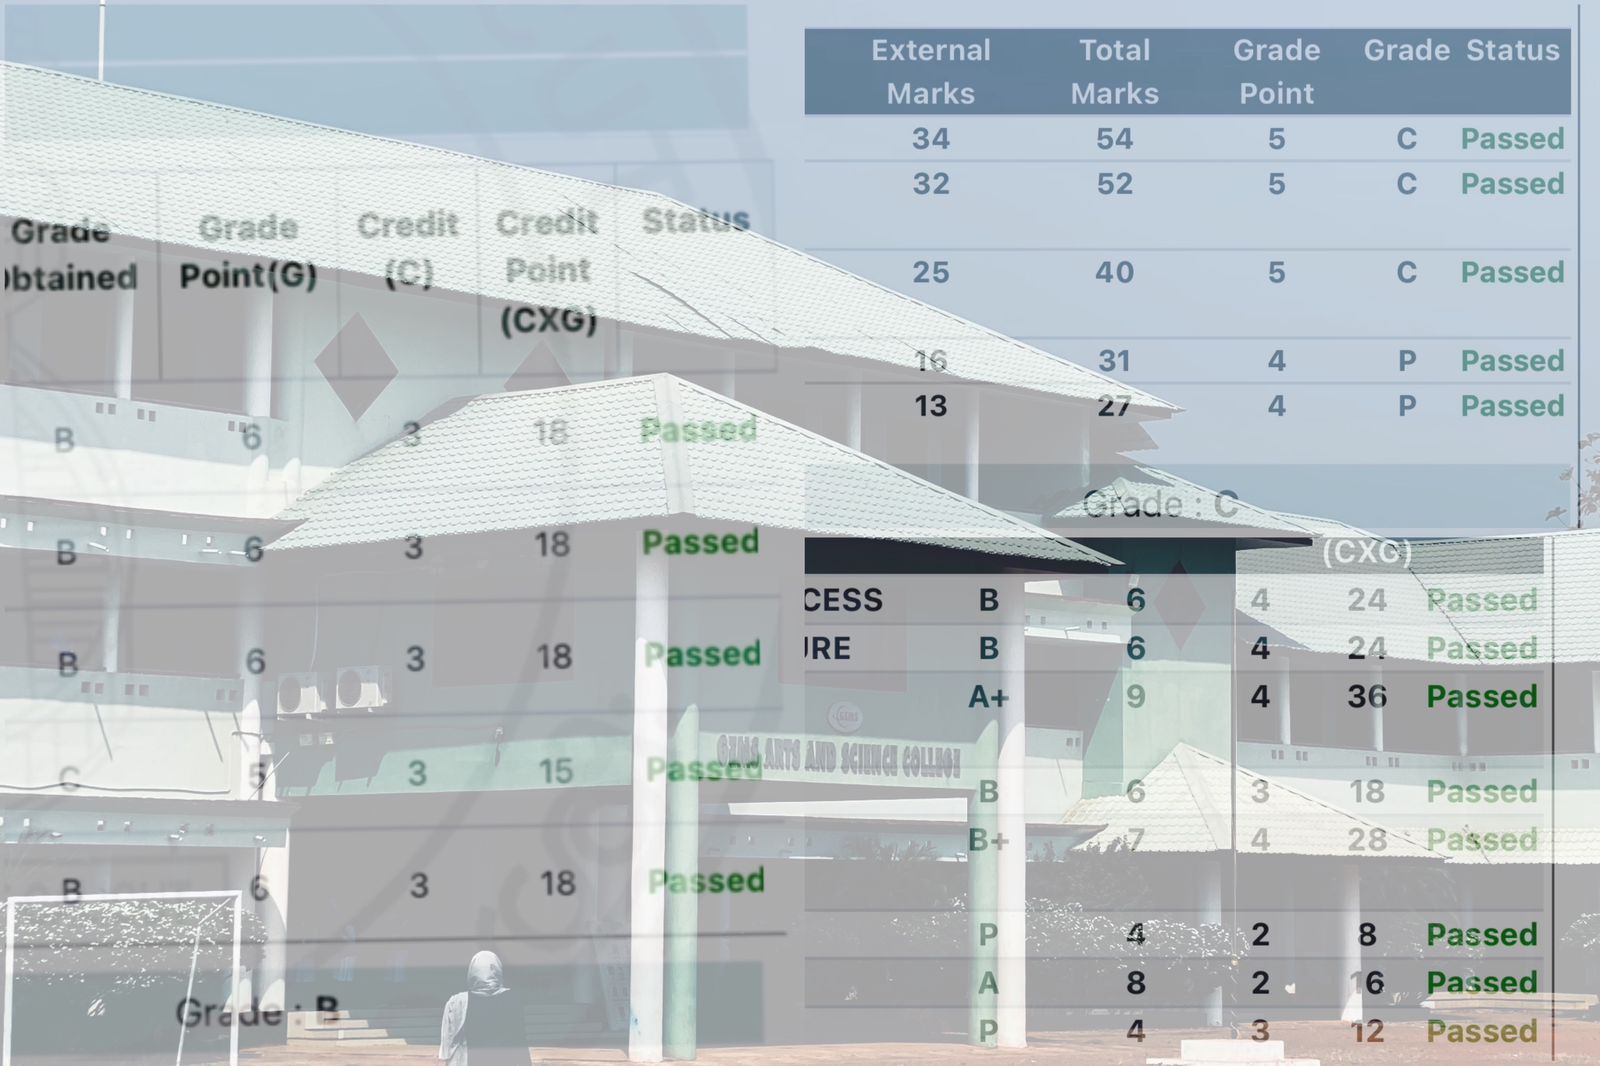 External Total Grade Grade Status
Marks Marks Point
34 54 5 C Passed
32 52 5 C Passed
25 40 5 C Passed
16 31 4 P Passed
13 27 4 P Passed
Grade : C
Grade Grade Credit Credit Status
Obtained Point(G) (C) Point
(CXG)
B 6 3 18 Passed
B 6 3 18 Passed
B 6 3 18 Passed
C 5 3 15 Passed
B 6 3 18 Passed
Grade : B
(CXG)
CESS B 6 4 24 Passed
URE B 6 4 24 Passed
A+ 9 4 36 Passed
B 6 3 18 Passed
B+ 7 4 28 Passed
P 4 2 8 Passed
A 8 2 16 Passed
P 4 3 12 Passed
GEMS
GEMS ARTS AND SCIENCE COLLEGE